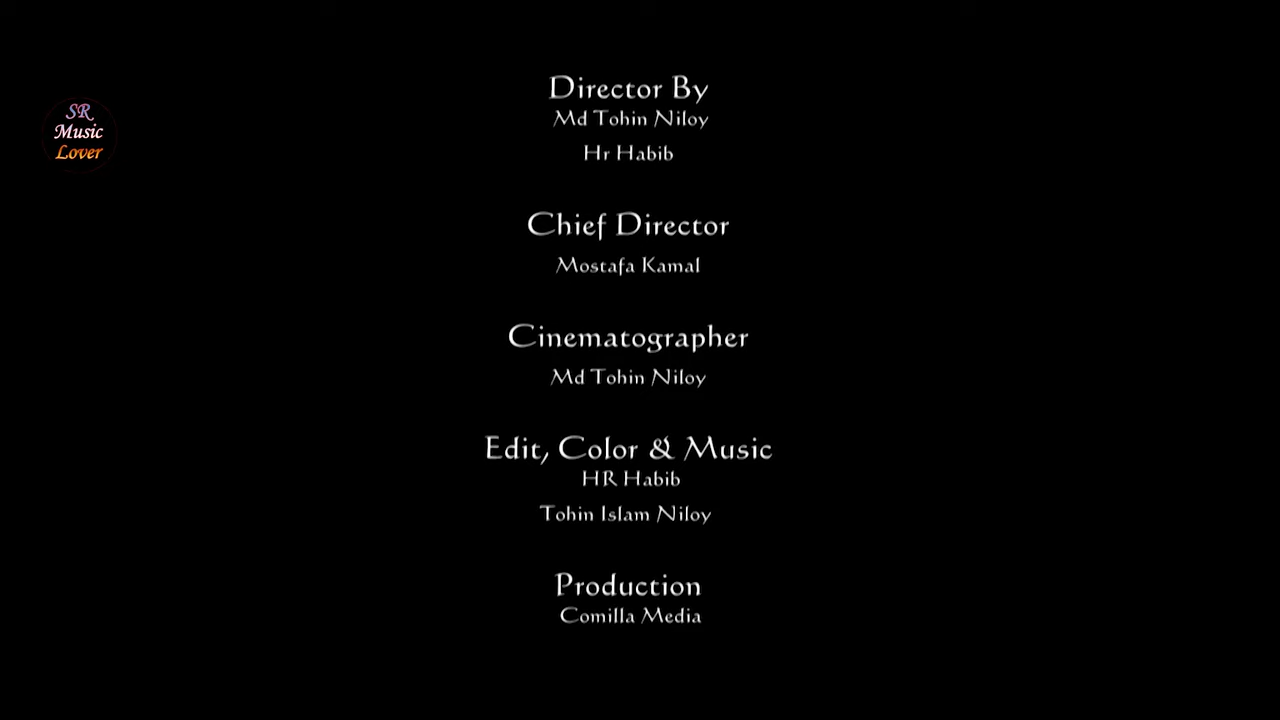 SR
Music
Lover
Director By
Md Tohin Niloy
Hr Habib
Chief Director
Mostafa Kamal
Cinematographer
Md Tohin Niloy
Edit, Color & Music
HR Habib
Tohin Islam Niloy
Production
Comilla Media